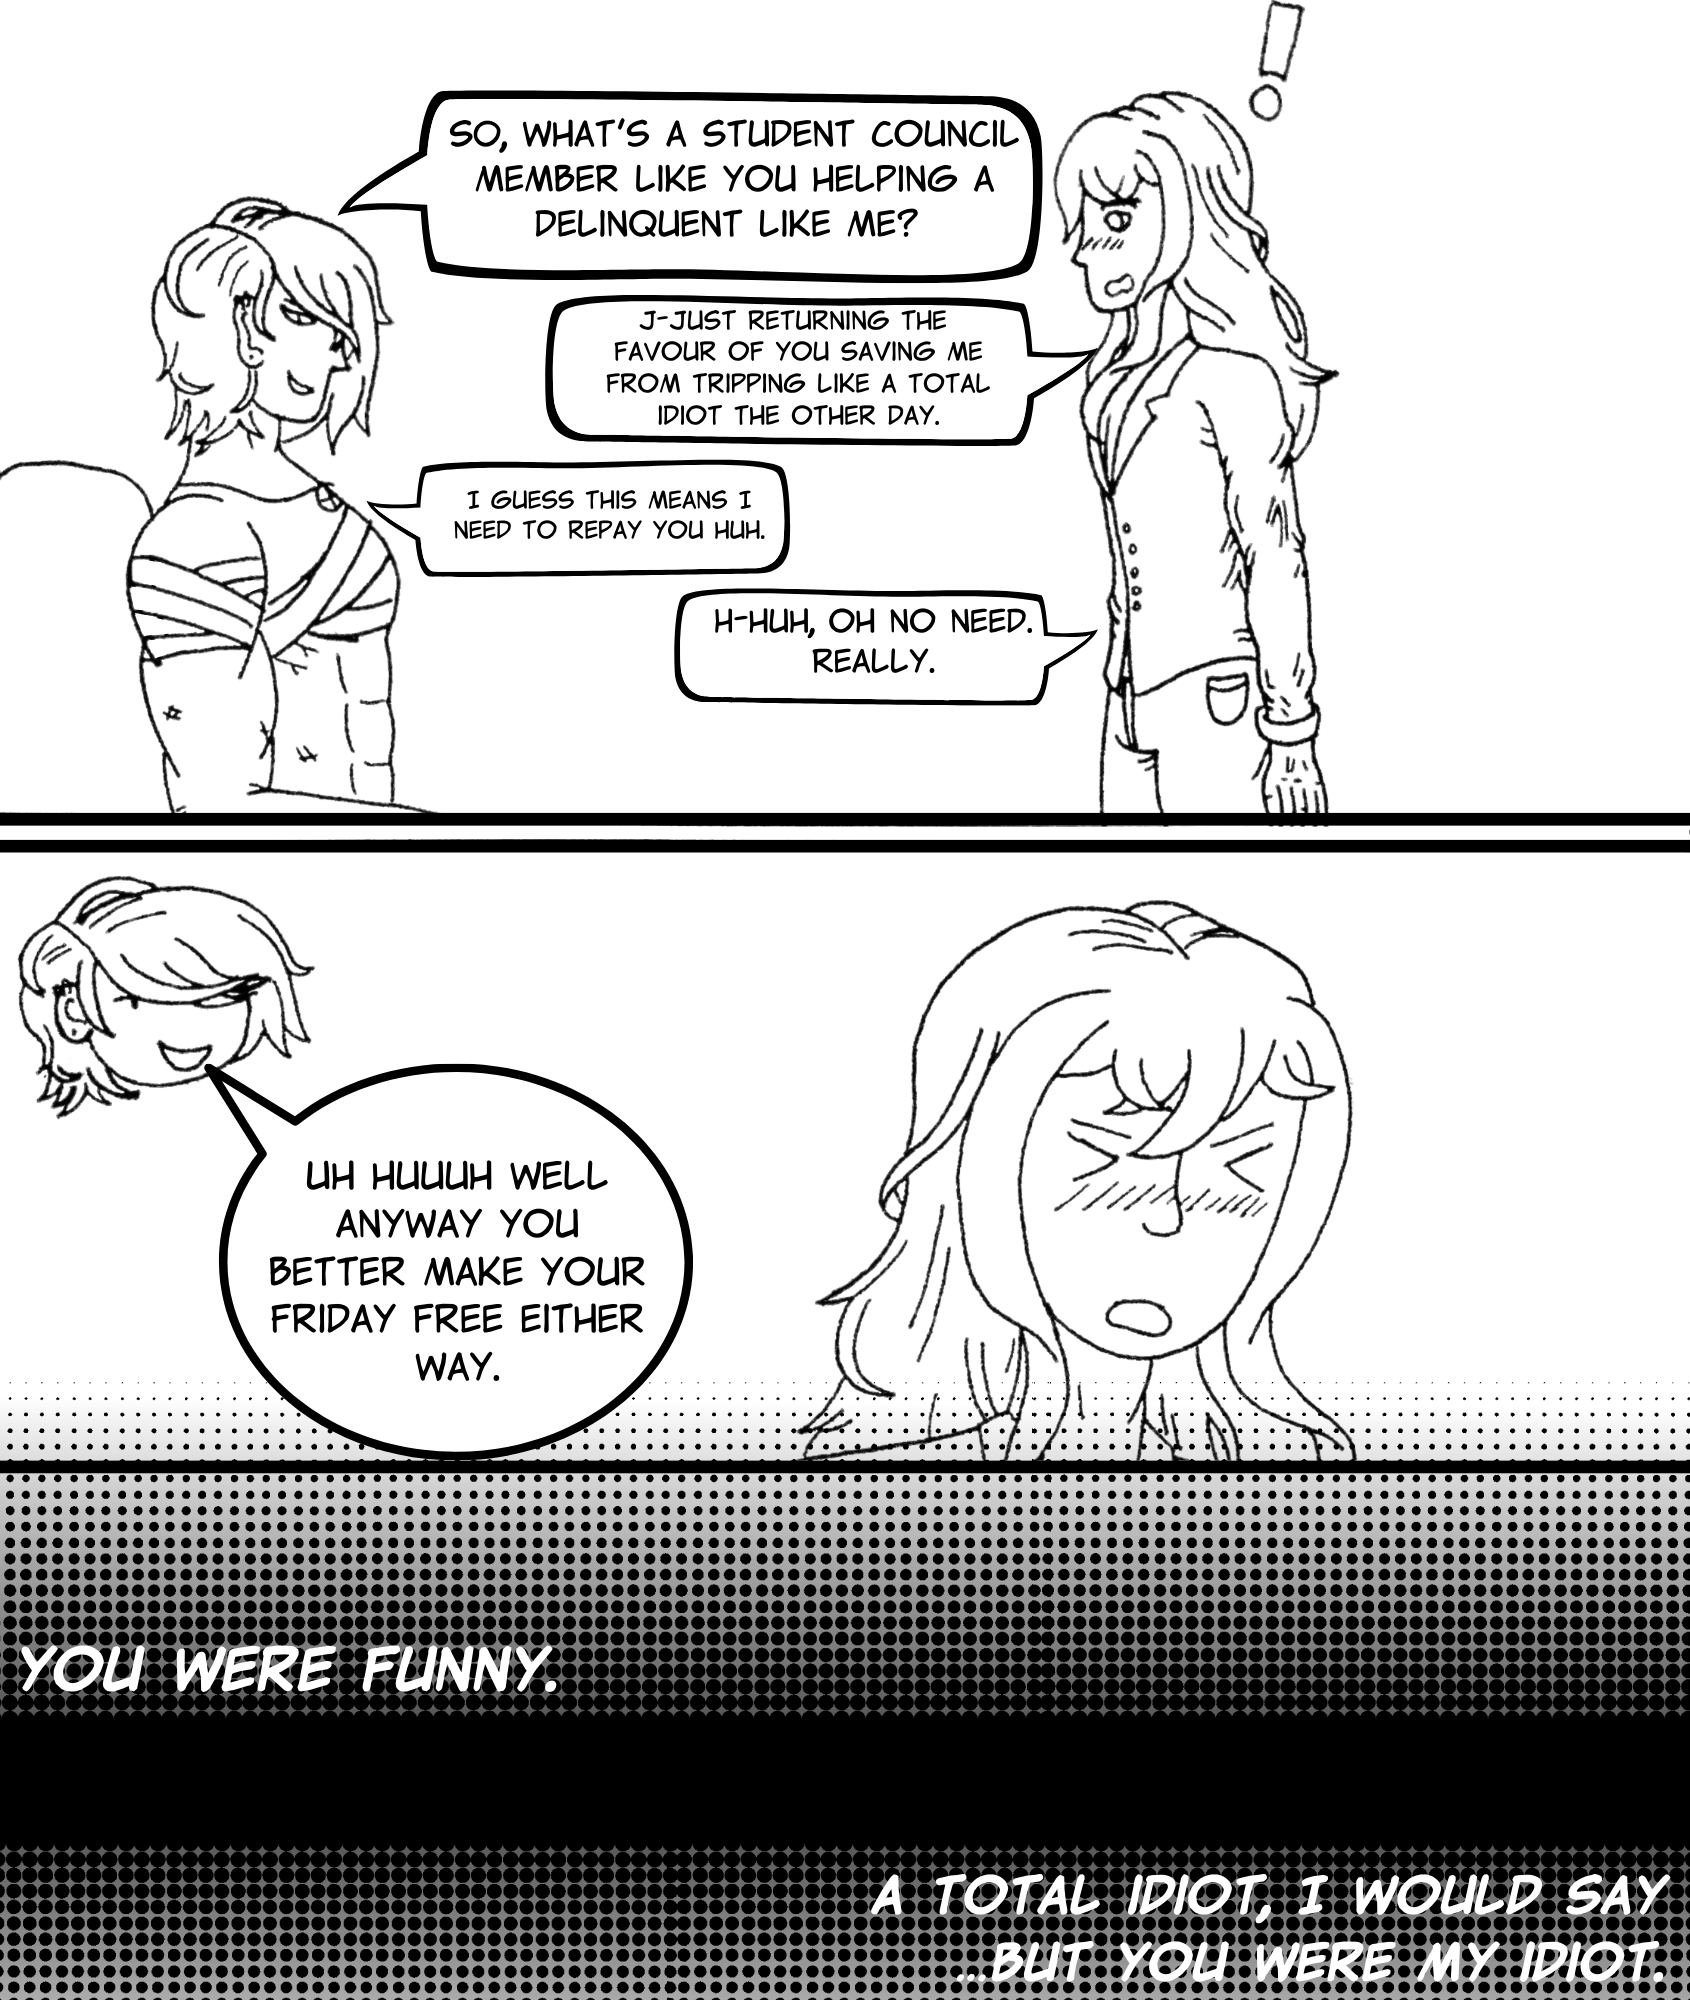 SO, WHAT'S A STUDENT COUNCIL
MEMBER LIKE YOU HELPING A
DELINQUENT LIKE ME?
J-JUST RETURNING THE
FAVOUR OF YOU SAVING ME
FROM TRIPPING LIKE A TOTAL
IDIOT THE OTHER DAY.
I GUESS THIS MEANS I
NEED TO REPAY YOU HUH.
H-HUH, OH NO NEED.
REALLY.
UH HUUUH WELL
ANYWAY YOU
BETTER MAKE YOUR
FRIDAY FREE EITHER
WAY.
YOU WERE FUNNY.
A TOTAL IDIOT, I WOULD SAY
...BUT YOU WERE MY IDIOT.